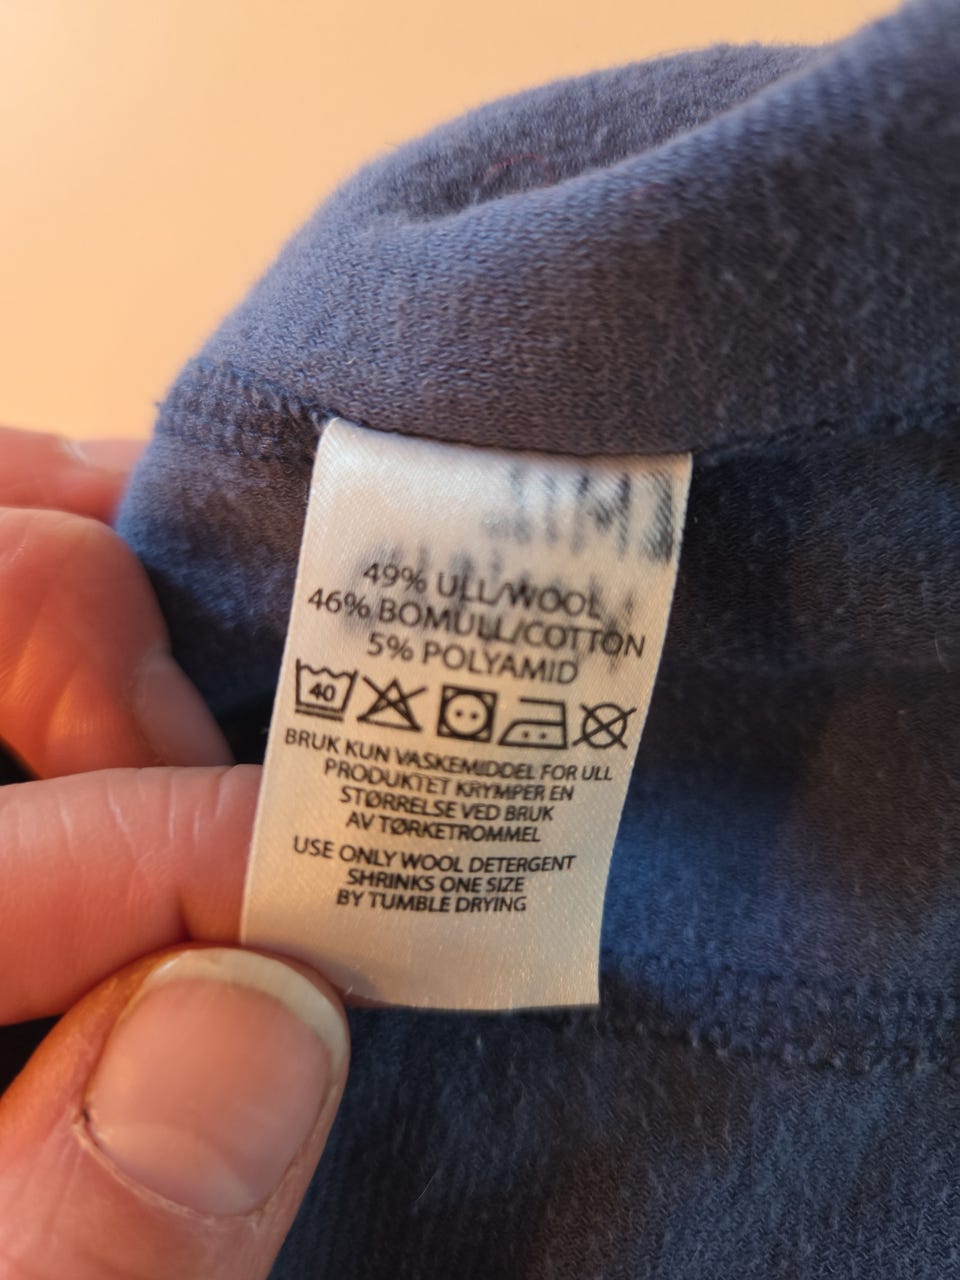 49% ULL/WOOL
46% BOMULL/COTTON
5% POLYAMID
40
BRUK KUN VASKEMIDDEL FOR ULL
PRODUKTET KRYMPER EN
STØRRELSE VED BRUK
AV TØRKETROMMEL
USE ONLY WOOL DETERGENT
SHRINKS ONE SIZE
BY TUMBLE DRYING